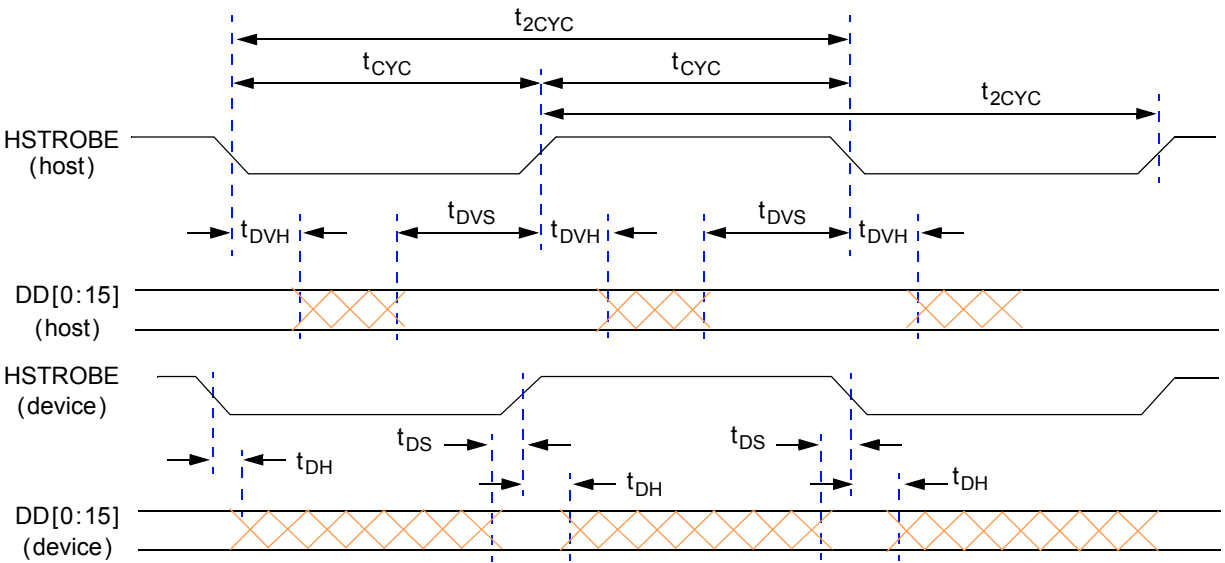 t2CYC
tCYC tCYC
t2CYC
HSTROBE
(host)
tDVH tDVS tDVH tDVS tDVH
DD[0:15]
(host)
HSTROBE
(device)
tDS tDS
tDH tDH tDH
DD[0:15]
(device)